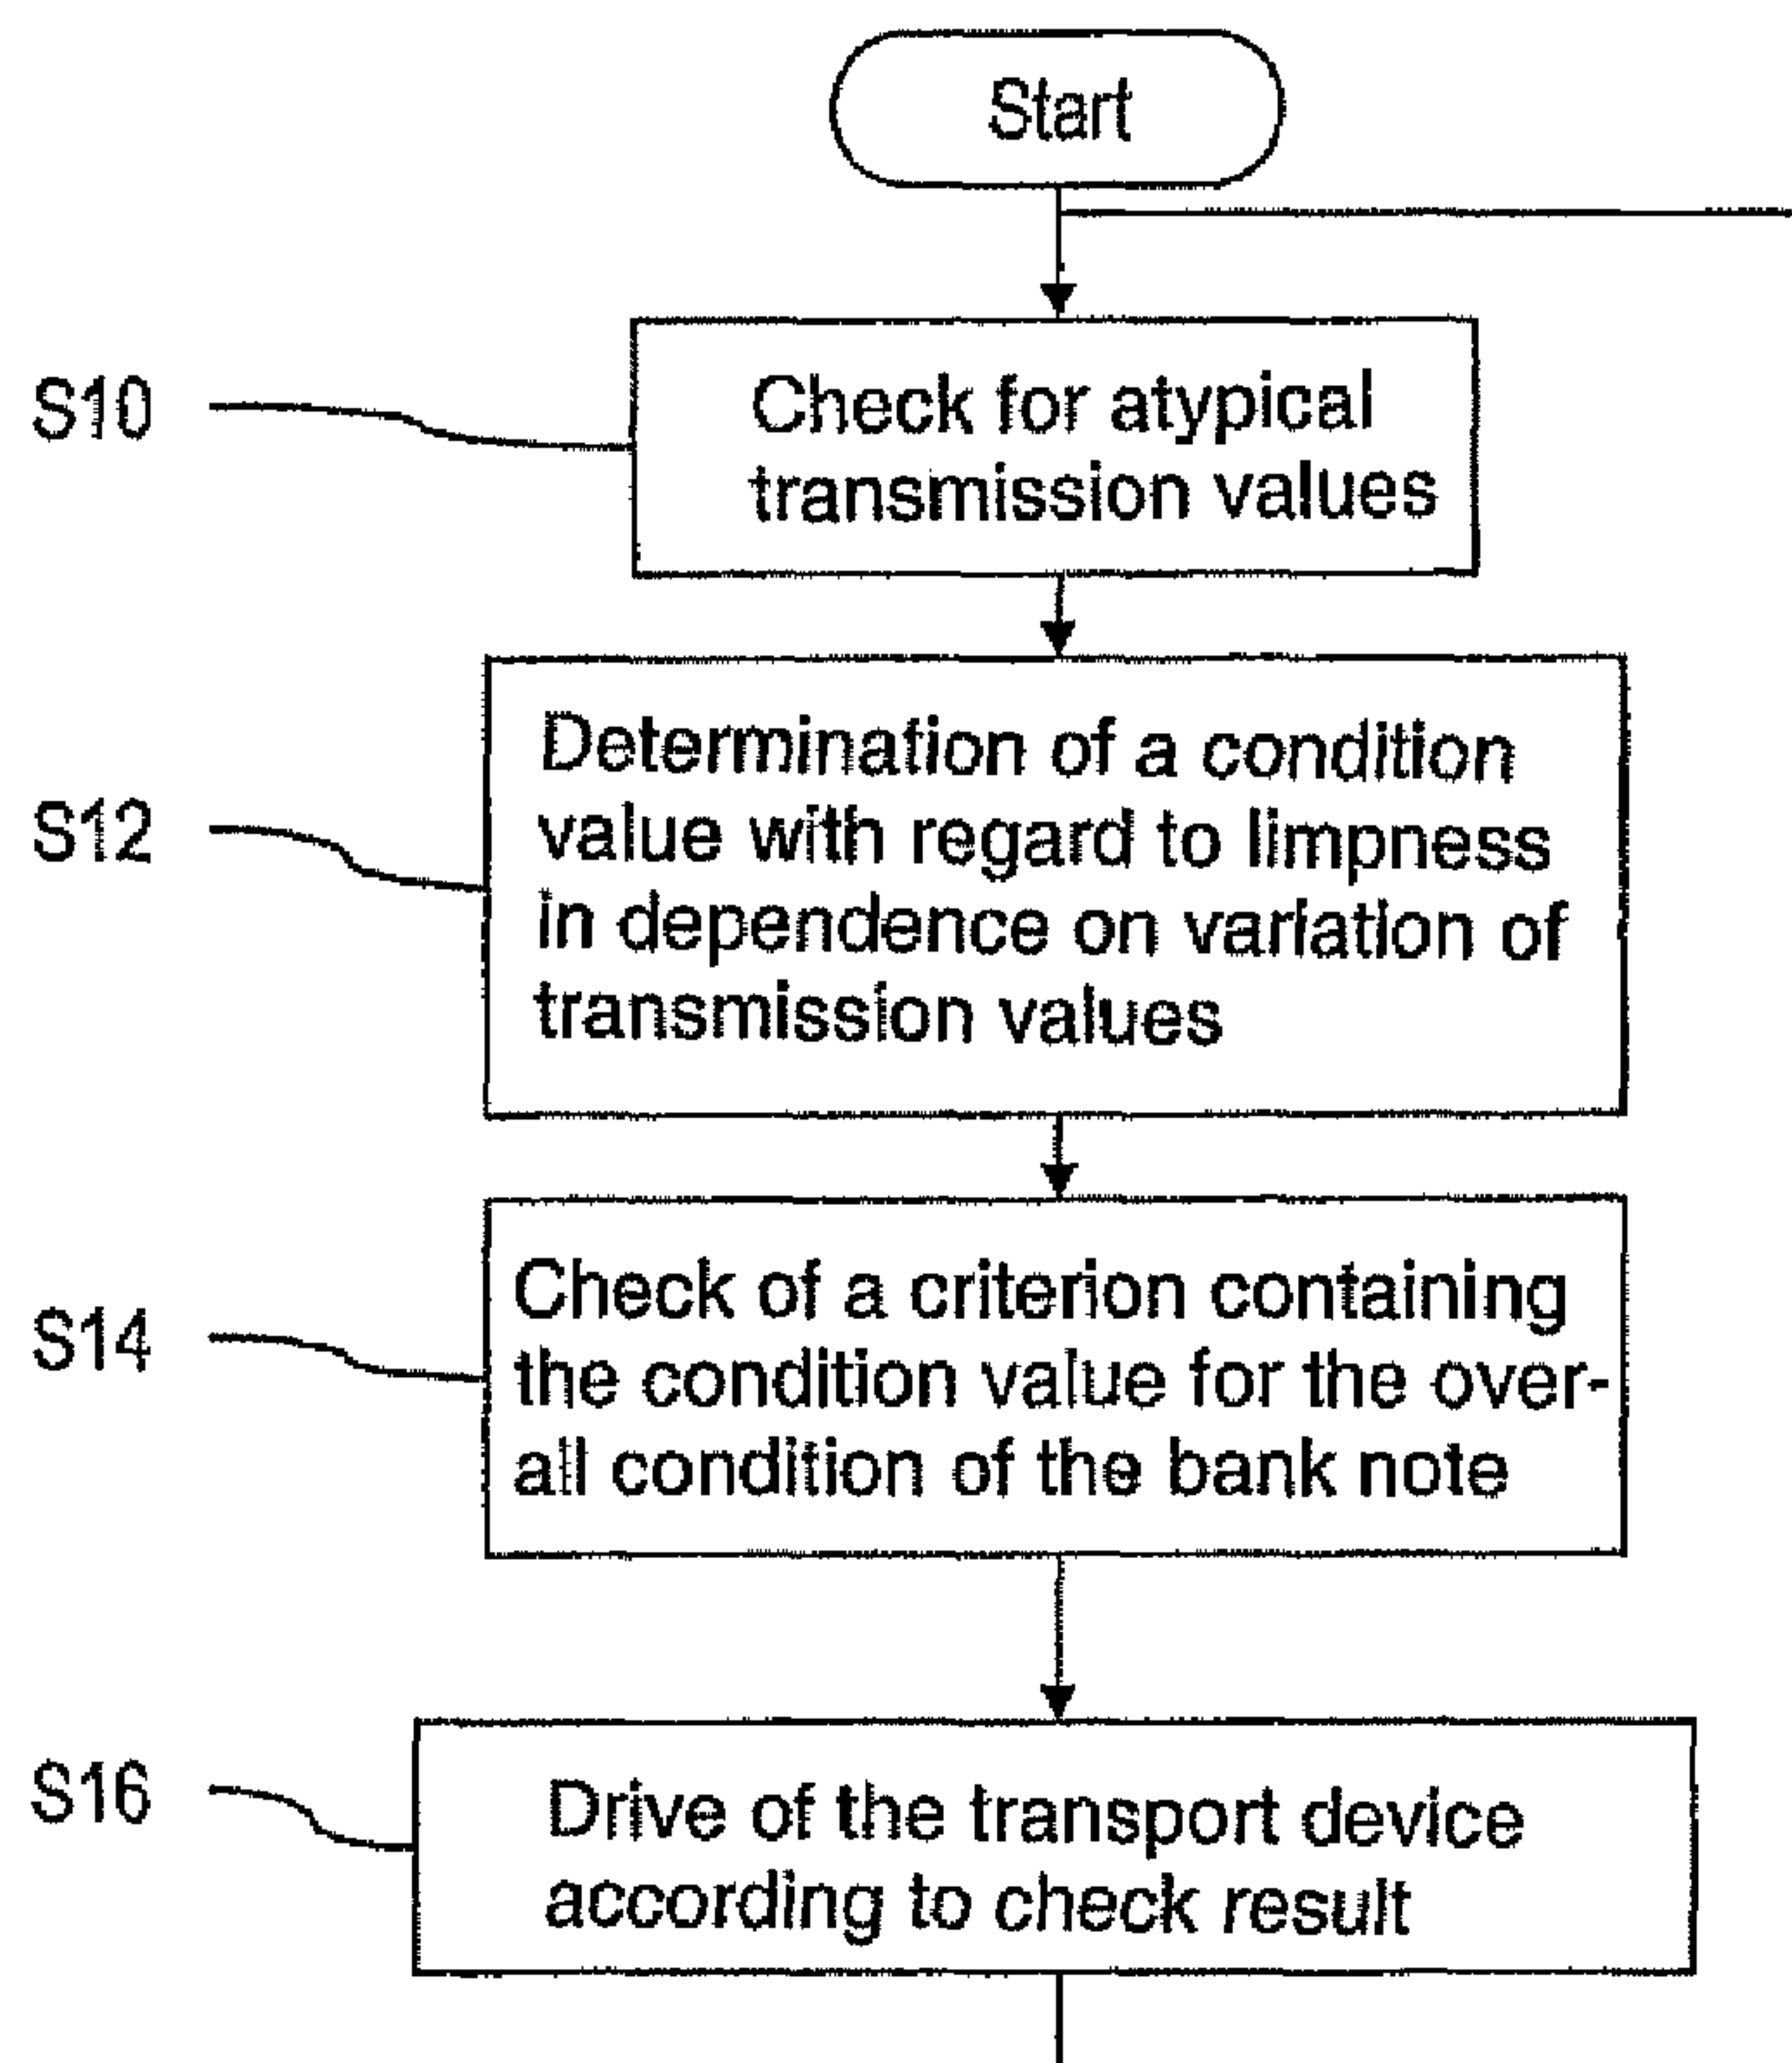 Start
S10
Check for atypical
transmission values
S12
Determination of a condition
value with regard to limpness
in dependence on variation of
transmission values
S14
Check of a criterion containing
the condition value for the over-
all condition of the bank note
S16
Drive of the transport device
according to check result